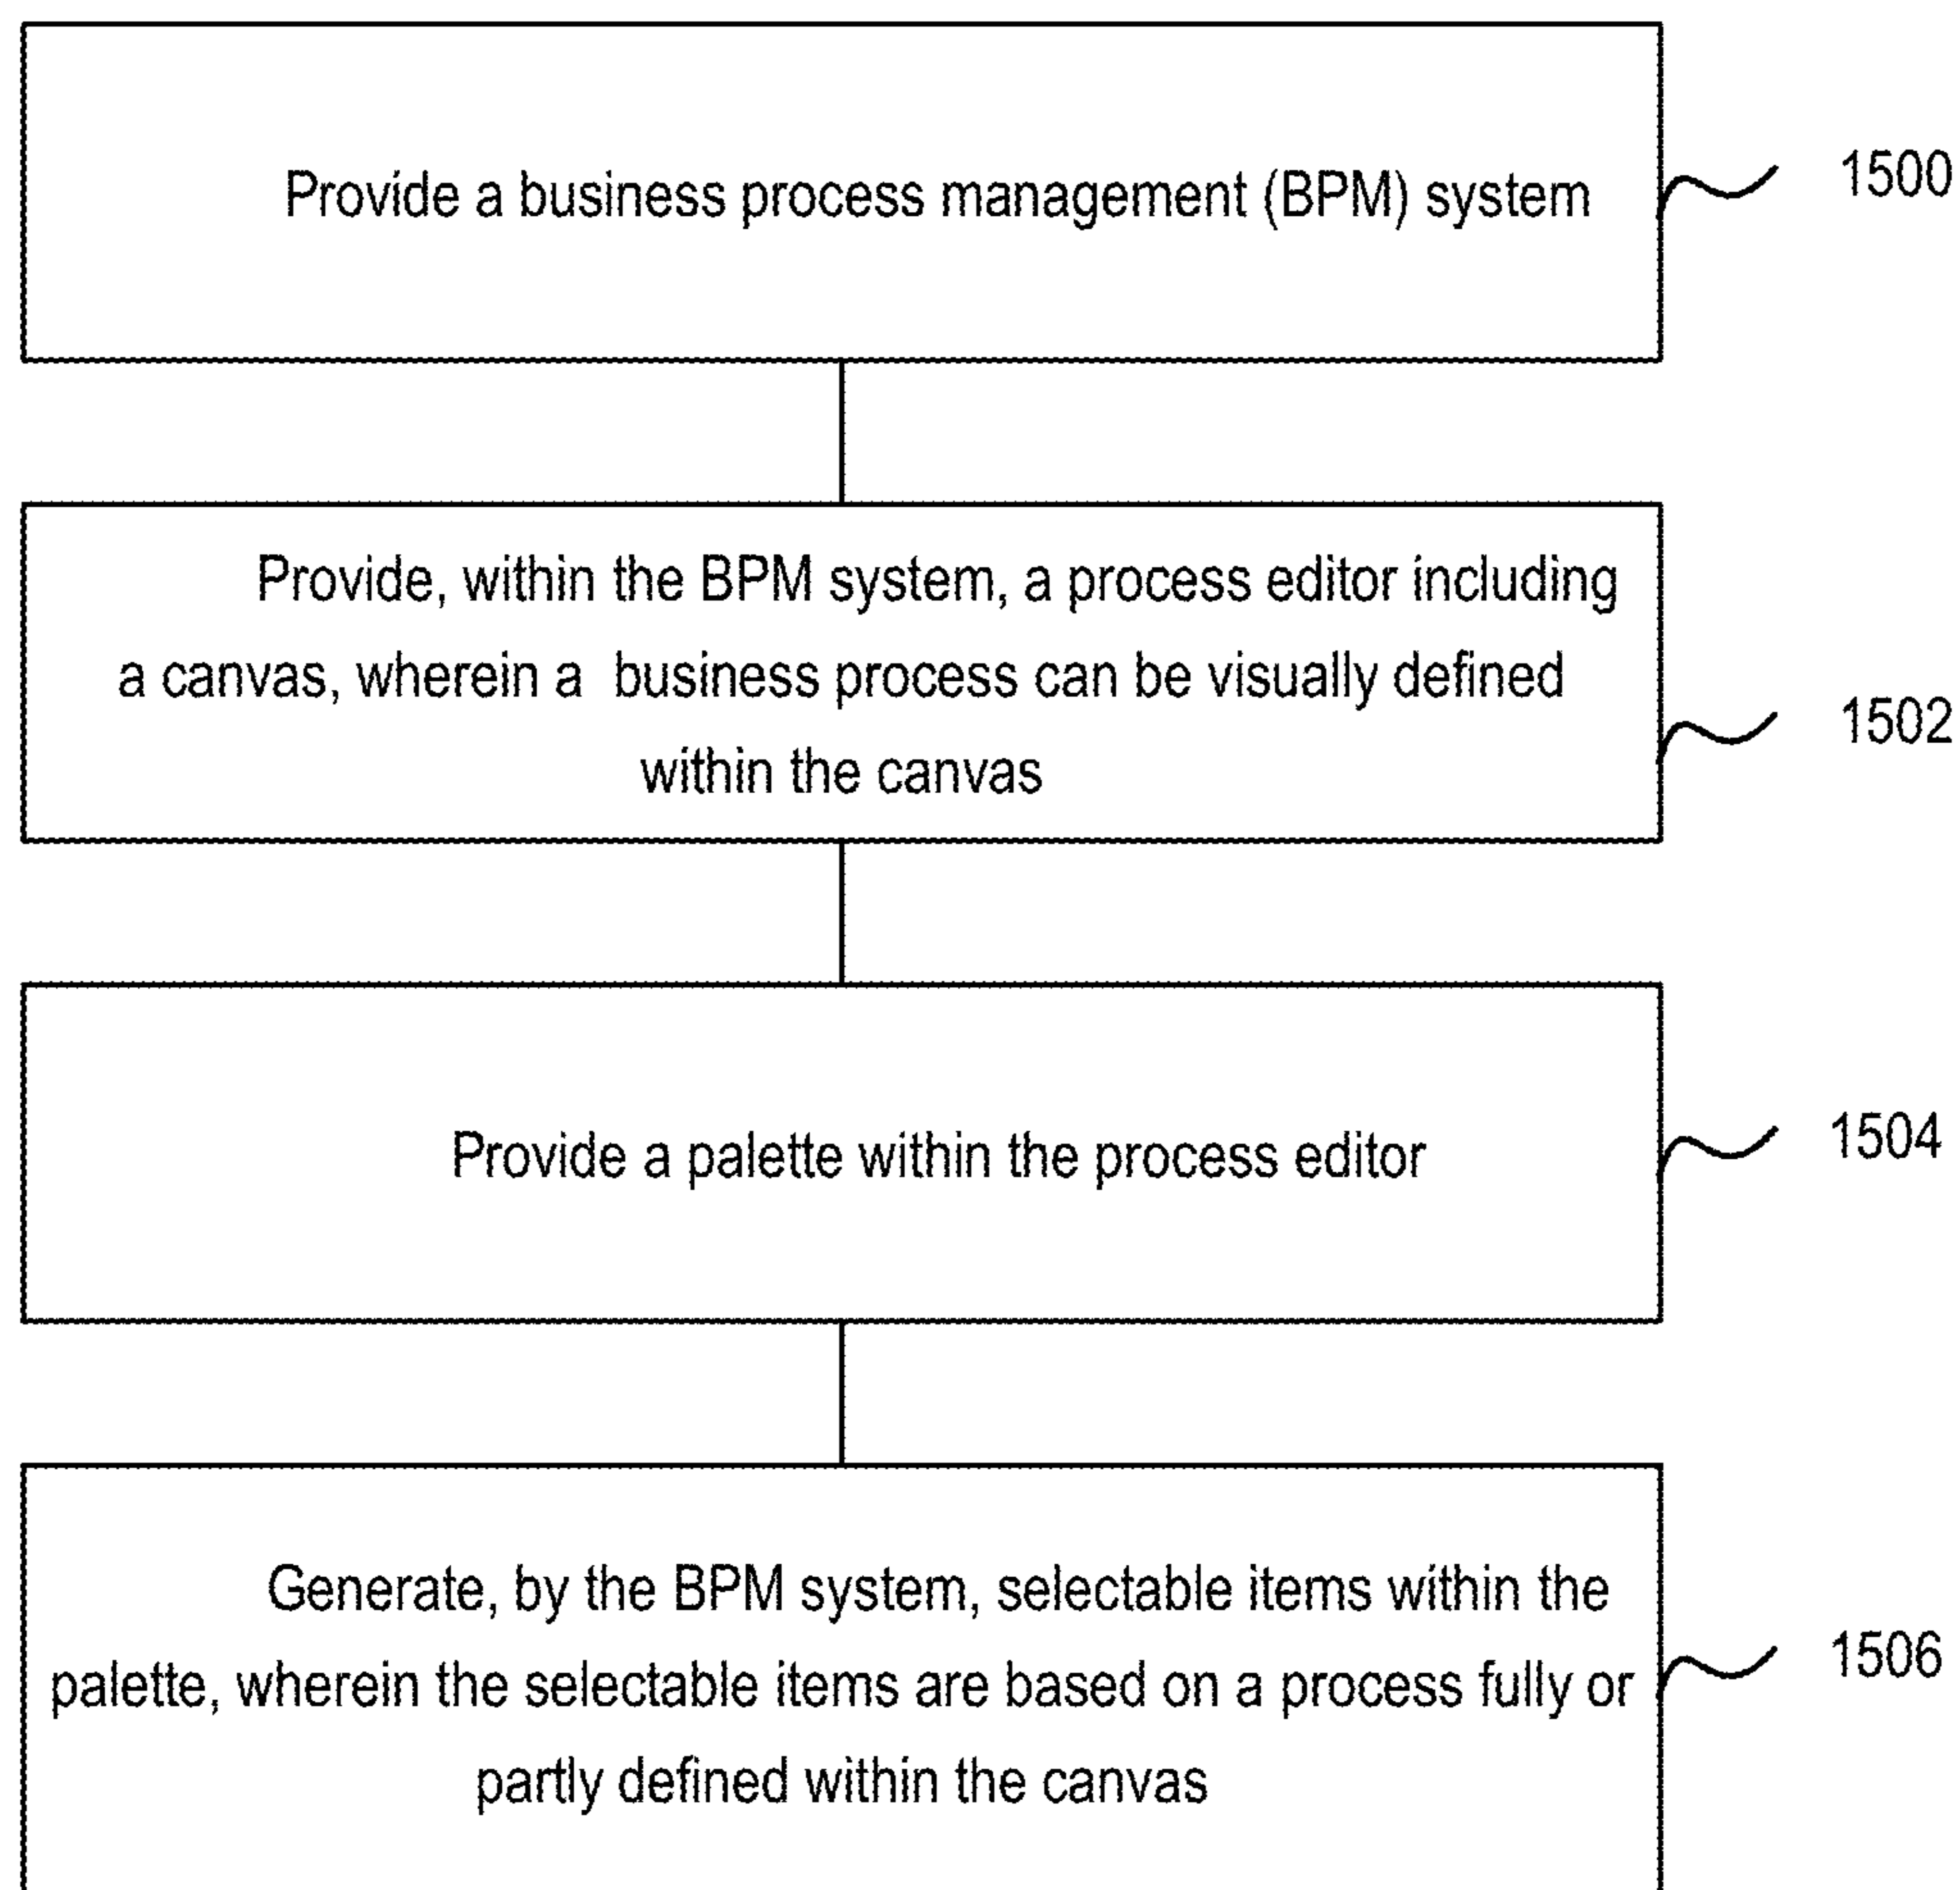 Provide a business process management (BPM) system
1500
Provide, within the BPM system, a process editor including
a canvas, wherein a business process can be visually defined
within the canvas
1502
Provide a palette within the process editor
1504
Generate, by the BPM system, selectable items within the
palette, wherein the selectable items are based on a process fully or
partly defined within the canvas
1506